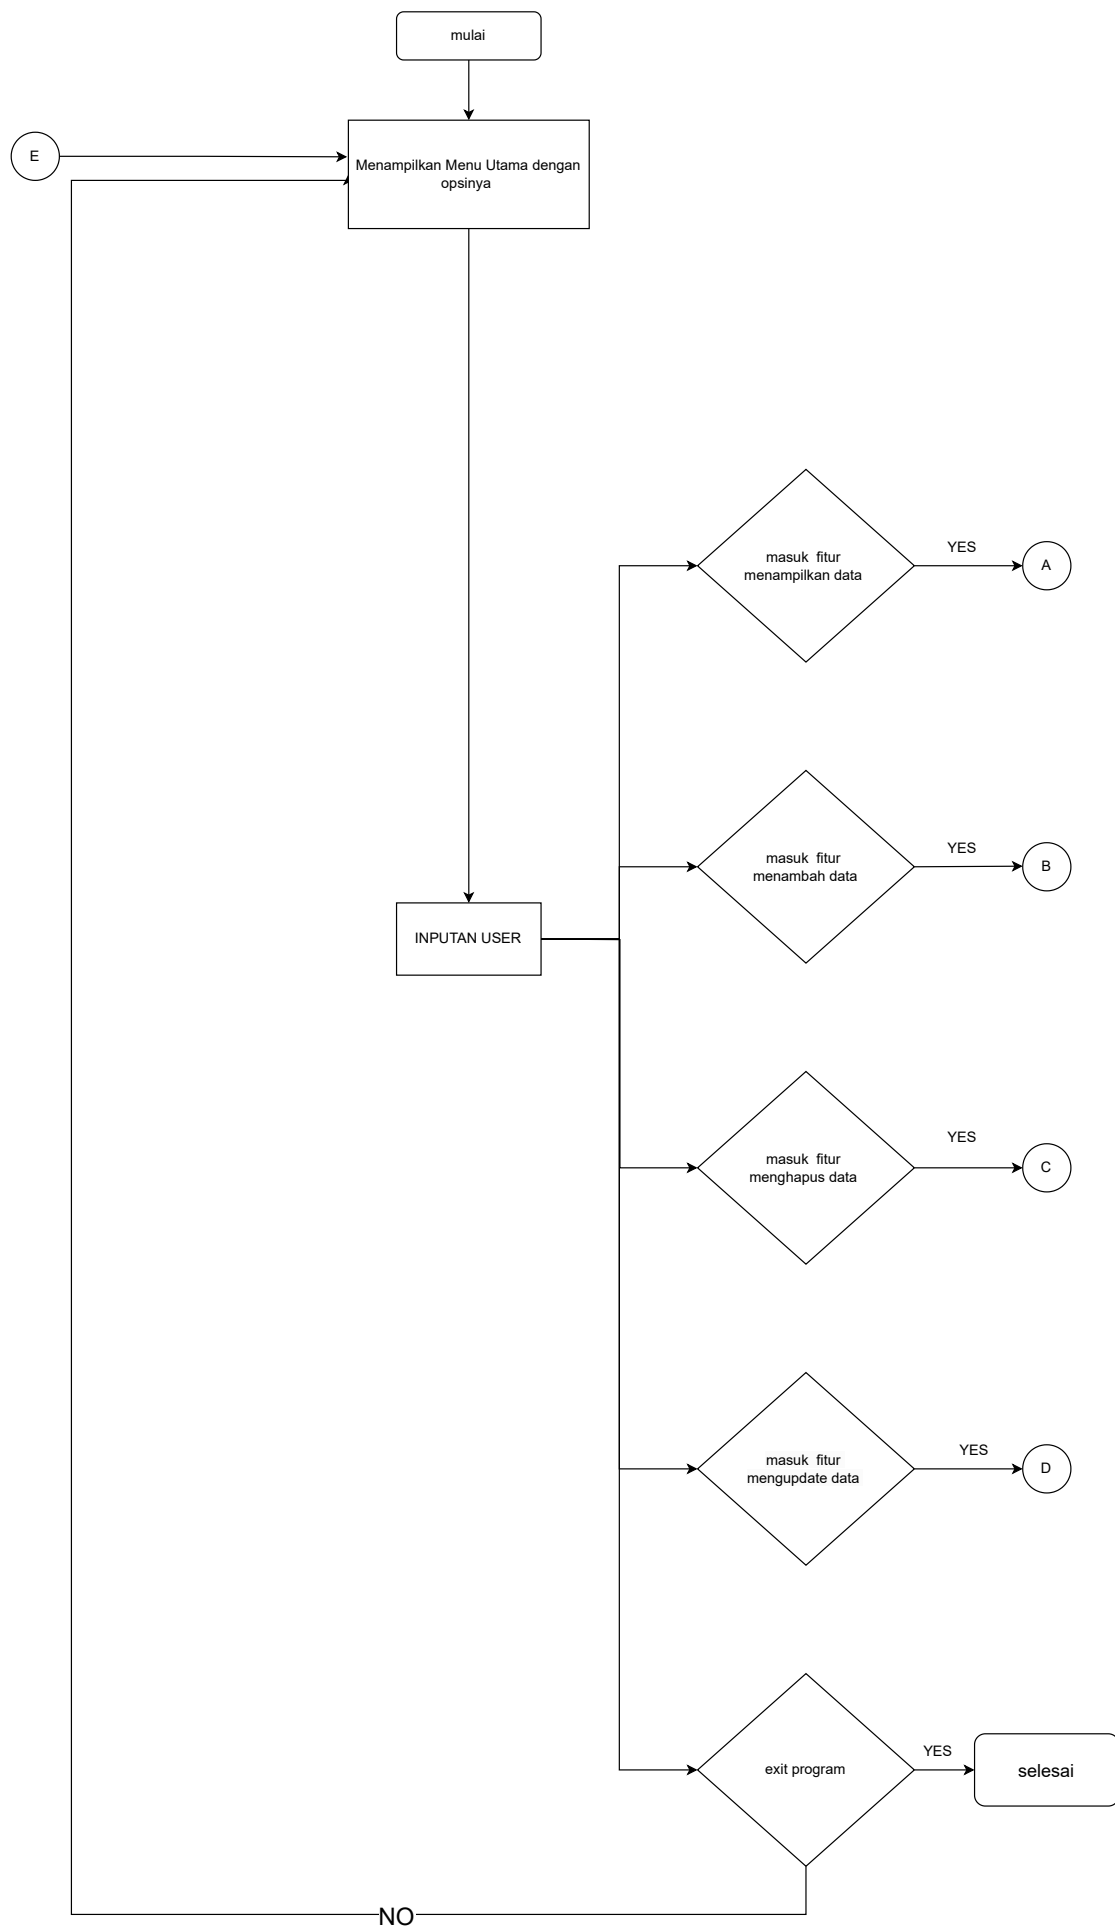 mulai
E
Menampilkan Menu Utama dengan
opsinya
masuk fitur
menampilkan data
YES
A
masuk fitur
menambah data
YES
B
INPUTAN USER
masuk fitur
menghapus data
YES
C
masuk fitur
mengupdate data
YES
D
exit program
YES
selesai
NO